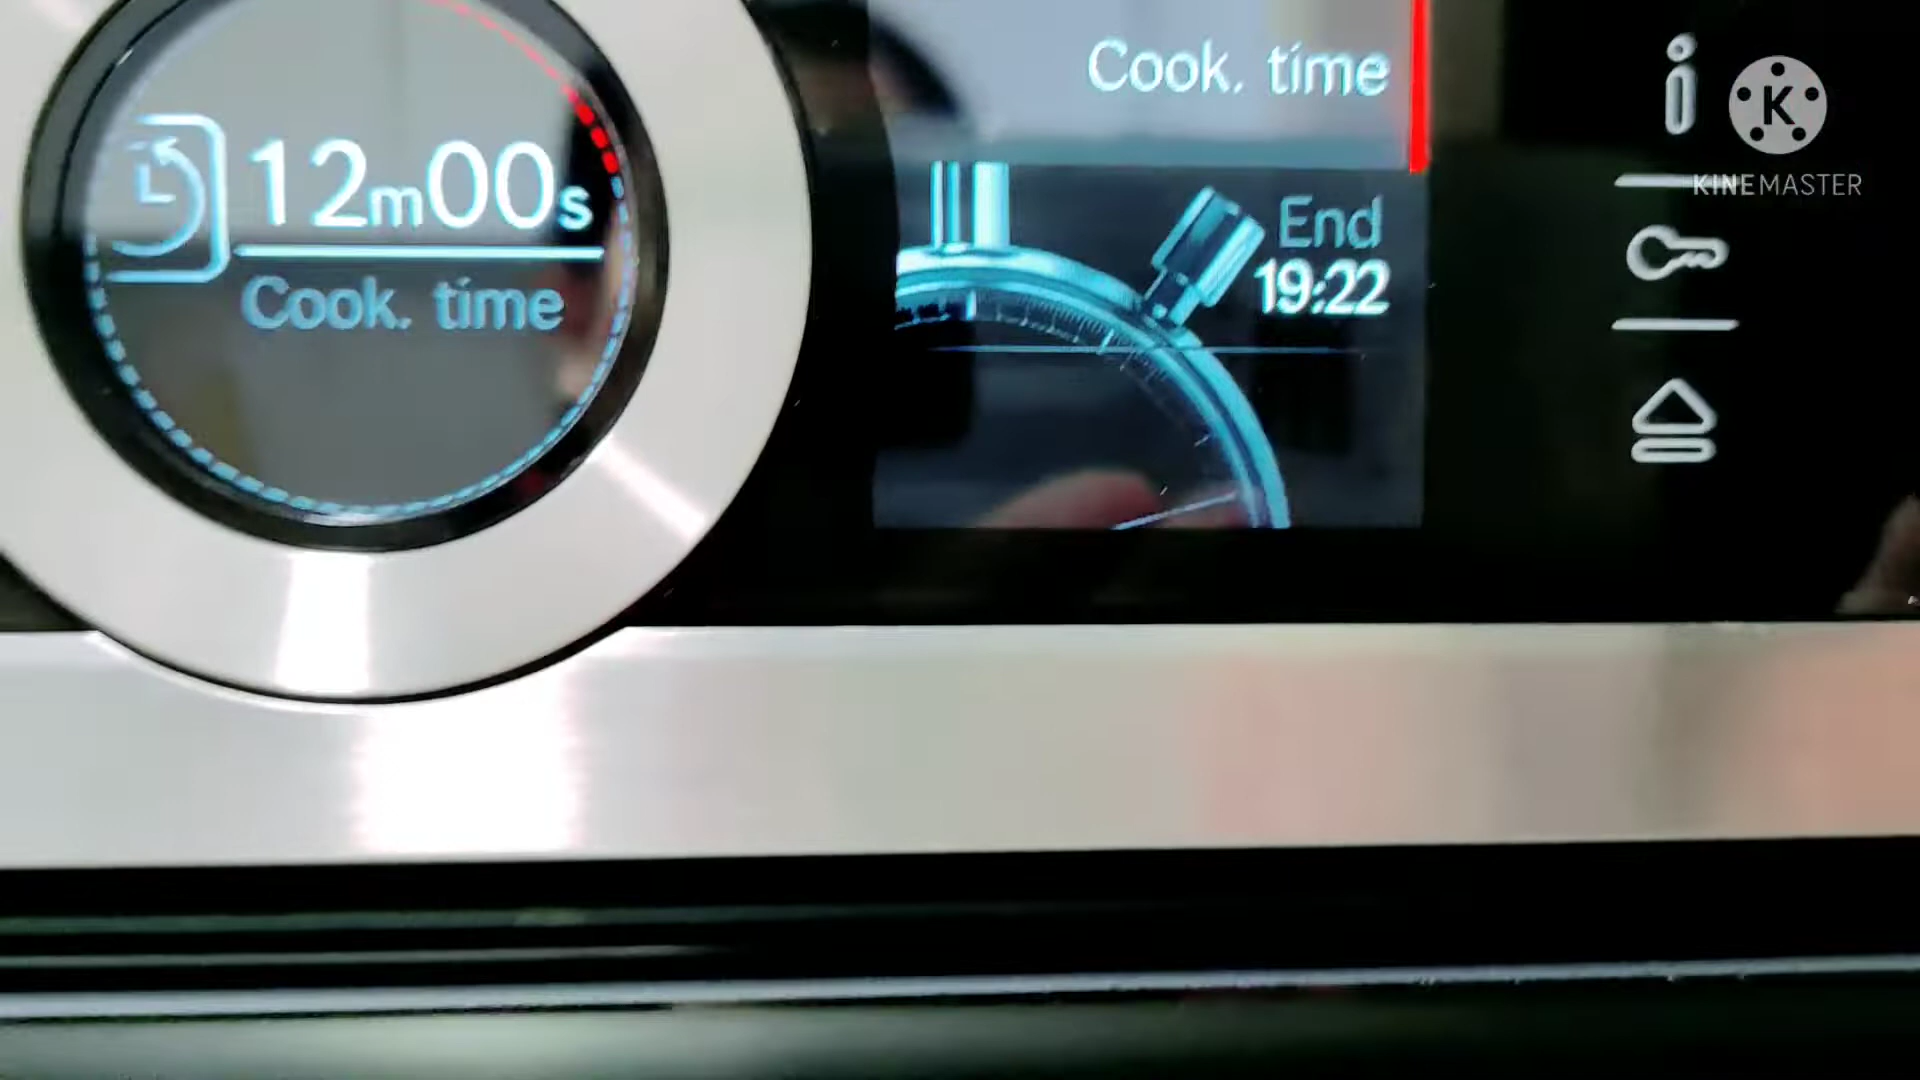 12m00s
Cook. time
Cook. time
End
19:22
K
KINEMASTER